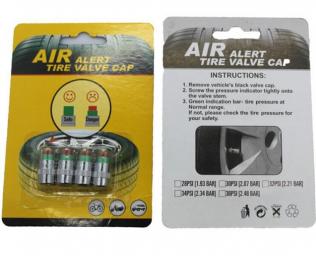 AIR ALERT
TIRE VALVE CAP
Safe
Danger
AIR ALERT
TIRE VALVE CAP
INSTRUCTIONS:
1. Remove vehicle's black valve cap.
2. Screw the pressure indicator tightly onto
the valve stem.
3. Green indication bar- tire pressure at
Normal range.
If not, please check the tire pressure for
your safety.
28PSI (1.93 BAR) 30PSI (2.07 BAR) 32PSI (2.21 BAR)
34PSI (2.34 BAR) 36PSI (2.48 BAR)